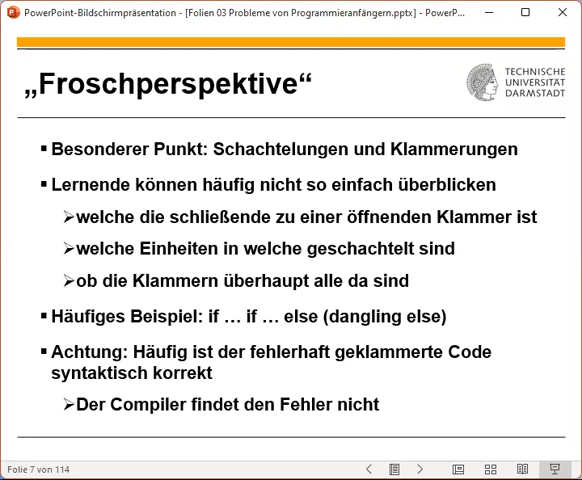 PowerPoint-Bildschirmpräsentation - [Folien 03 Probleme von Programmieranfängern.pptx] - PowerP...
„Froschperspektive“
TECHNISCHE
UNIVERSITÄT
DARMSTADT
▪ Besonderer Punkt: Schachtelungen und Klammerungen
▪ Lernende können häufig nicht so einfach überblicken
➢welche die schließende zu einer öffnenden Klammer ist
➢welche Einheiten in welche geschachtelt sind
➢ob die Klammern überhaupt alle da sind
▪ Häufiges Beispiel: if … if … else (dangling else)
▪ Achtung: Häufig ist der fehlerhaft geklammerte Code
syntaktisch korrekt
➢Der Compiler findet den Fehler nicht
Folie 7 von 114